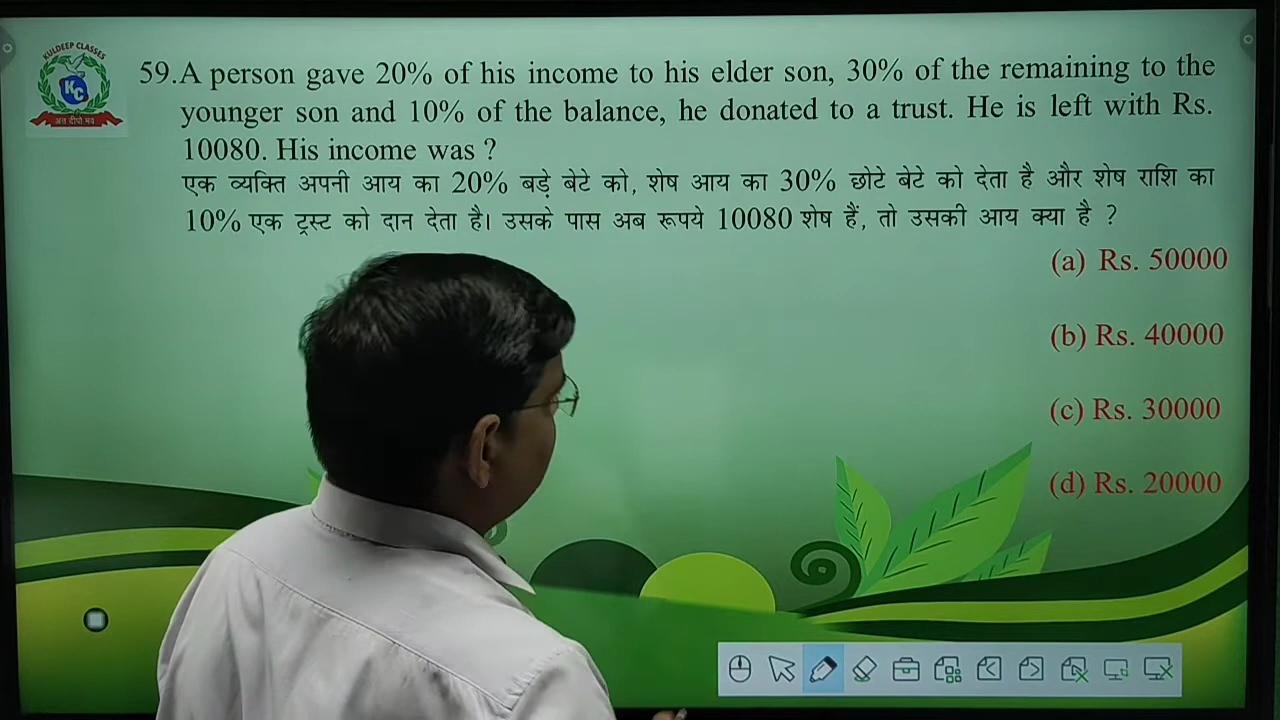 KULDEEP CLASSES
KC
अत्त दीपो भव
59.A person gave 20% of his income to his elder son, 30% of the remaining to the
younger son and 10% of the balance, he donated to a trust. He is left with Rs.
10080. His income was ?
एक व्यक्ति अपनी आय का 20% बड़े बेटे को, शेष आय का 30% छोटे बेटे को देता है और शेष राशि का
10% एक ट्रस्ट को दान देता है। उसके पास अब रूपये 10080 शेष हैं, तो उसकी आय क्या है ?
(a) Rs. 50000
(b) Rs. 40000
(c) Rs. 30000
(d) Rs. 20000